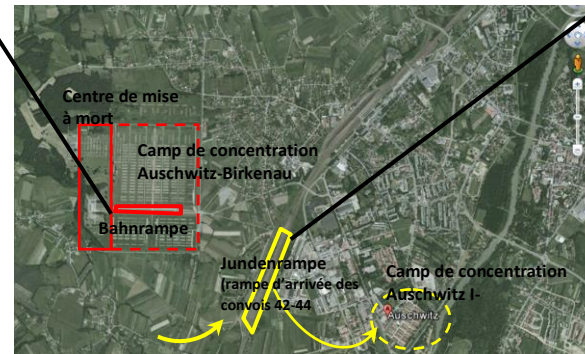 Centre de mise
à mort
Camp de concentration
Auschwitz-Birkenau
Bahnrampe
Jundenrampe
(rampe d'arrivée des
convois 42-44
Camp de concentration
Auschwitz I-
Auschwitz